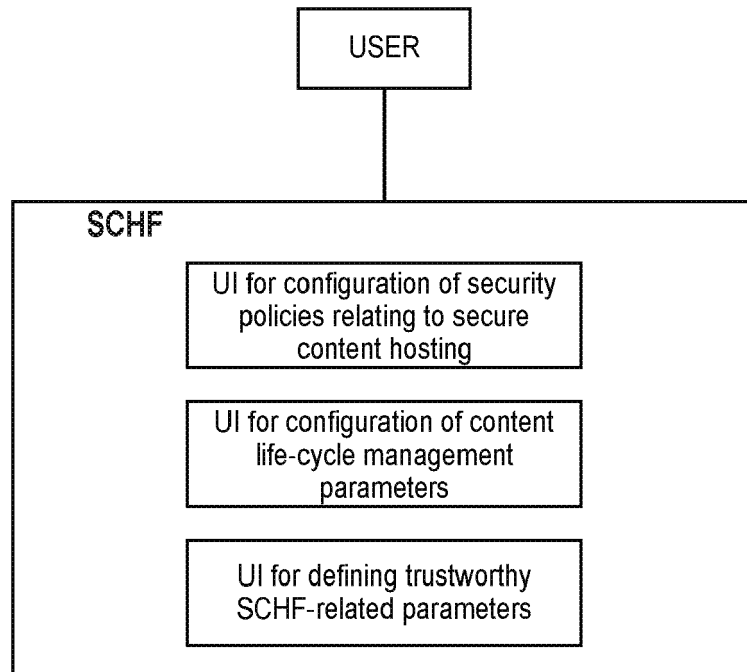 USER
SCHF
UI for configuration of security
policies relating to secure
content hosting
UI for configuration of content
life-cycle management
parameters
UI for defining trustworthy
SCHF-related parameters